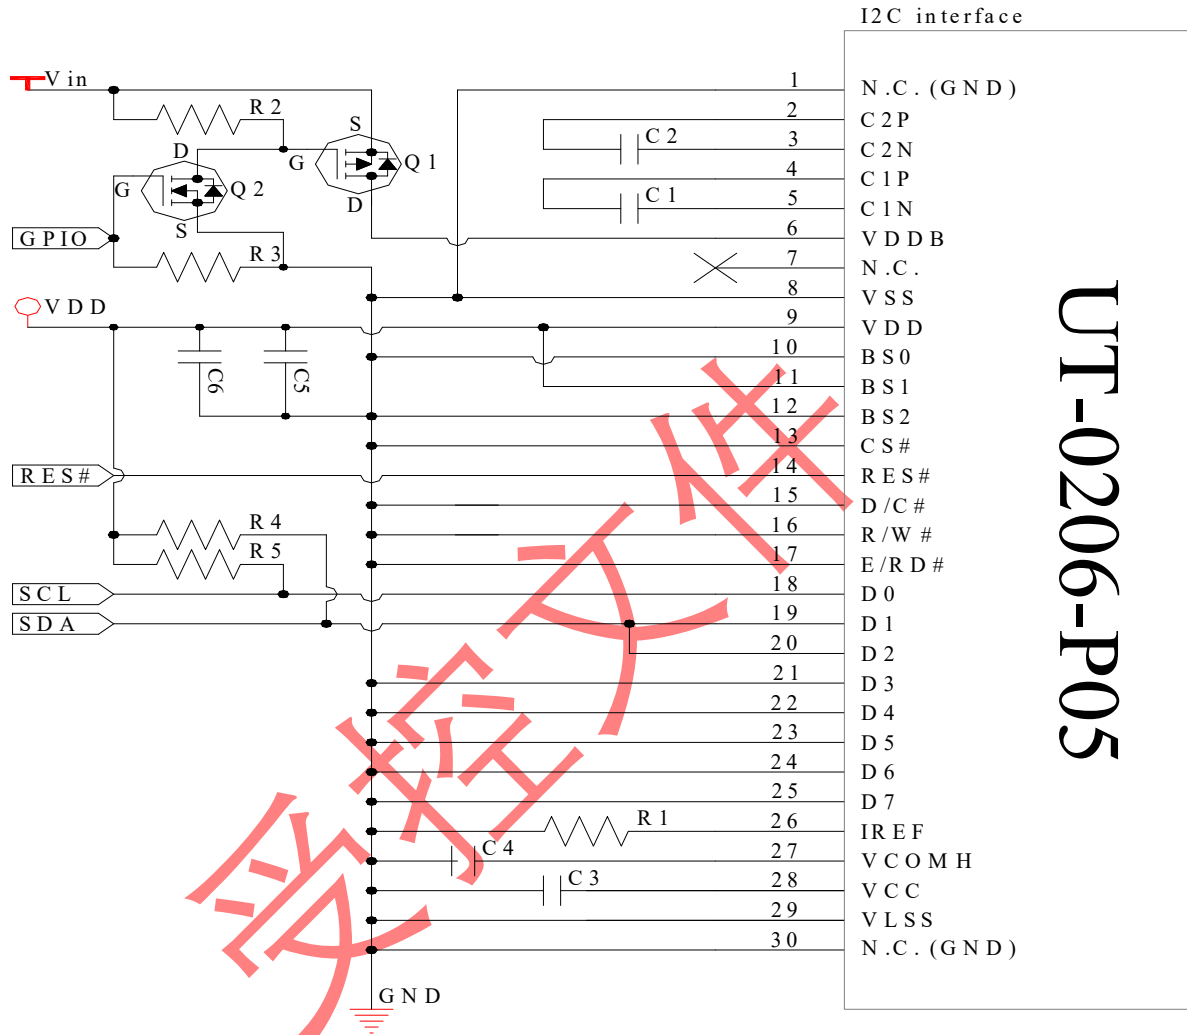 I2C interface
Vin
R2
S
G
Q1
D
D
G
Q2
S
GPIO
R3
VDD
C6
C5
RES#
R4
R5
SCL
SDA
C2
C1
R1
C4
C3
GND
1 N.C.(GND)
2 C2P
3 C2N
4 C1P
5 C1N
6 VDDB
7 N.C.
8 VSS
9 VDD
10 BS0
11 BS1
12 BS2
13 CS#
14 RES#
15 D/C#
16 R/W#
17 E/RD#
18 D0
19 D1
20 D2
21 D3
22 D4
23 D5
24 D6
25 D7
26 IREF
27 VCOMH
28 VCC
29 VLSS
30 N.C.(GND)
UT-0206-P05
受控文件